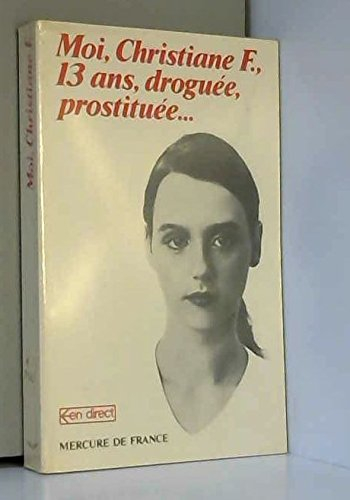 Moi, Christiane F.,
13 ans, droguée,
prostituée...
Moi, Christiane F.
en direct
MERCURE DE FRANCE